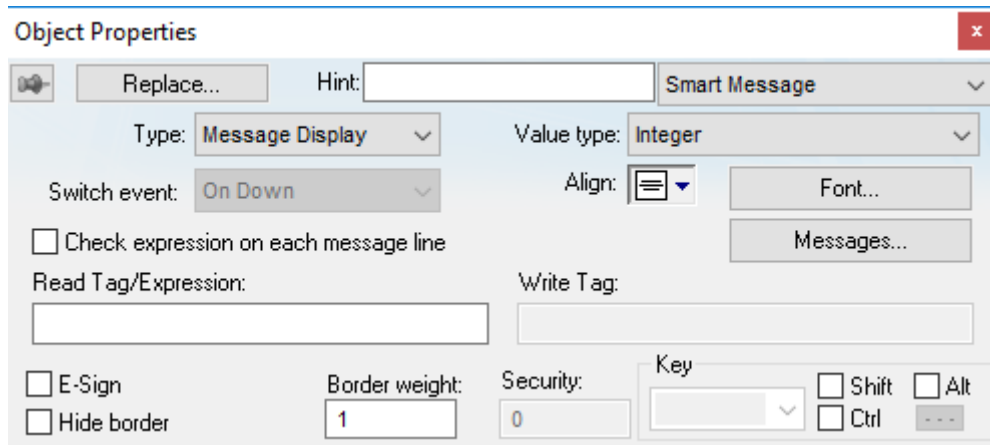 Object Properties
x
Replace... Hint: Smart Message
Type: Message Display Value type: Integer
Switch event: On Down Align: Font...
Check expression on each message line Messages...
Read Tag/Expression: Write Tag:
E-Sign Border weight: Security: Key Shift Alt
Hide border 1 0 Ctrl - - -